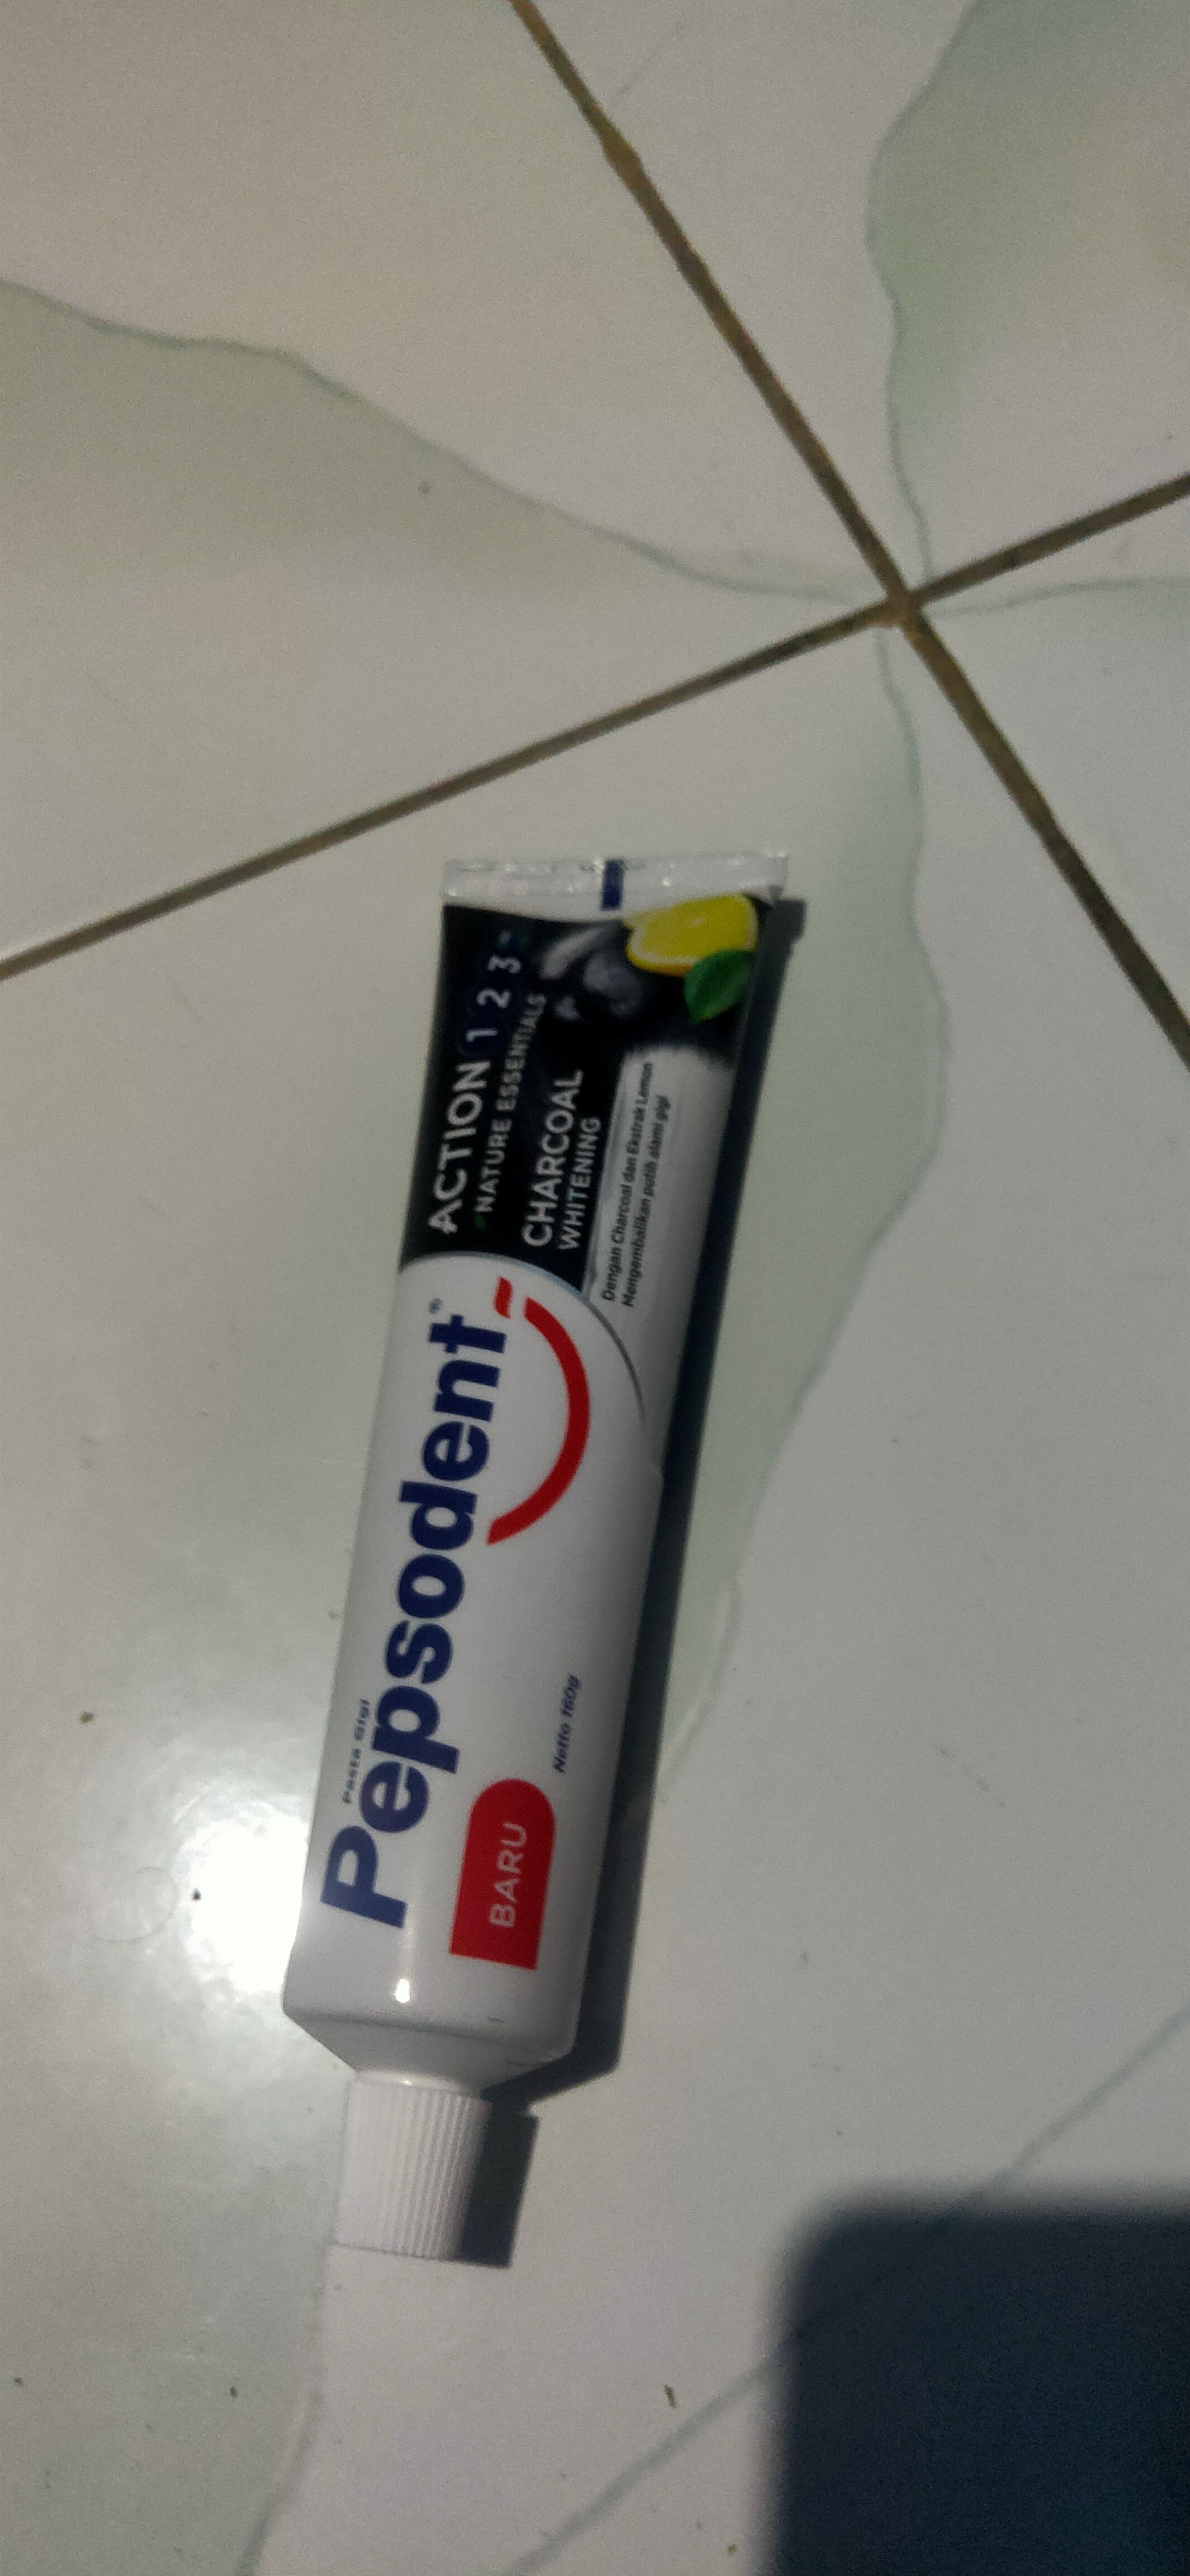 Pasta Gigi
Pepsodent®
BARU
Netto 160g
ACTION 1 2 3
NATURE ESSENTIALS
CHARCOAL
WHITENING
Dengan Charcoal dan Ekstrak Lemon
Mengembalikan putih alami gigi